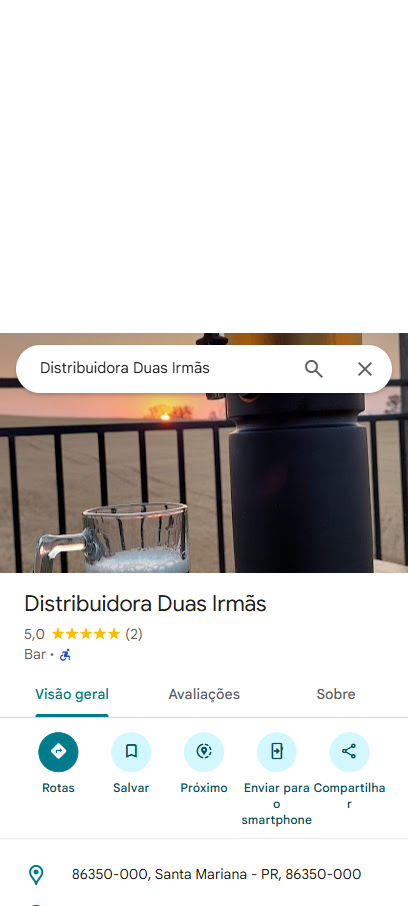 Distribuidora Duas Irmãs
Distribuidora Duas Irmãs
5,0 (2)
Bar ·
Visão geral Avaliações Sobre
Rotas Salvar Próximo Enviar para o smartphone Compartilhar
86350-000, Santa Mariana - PR, 86350-000